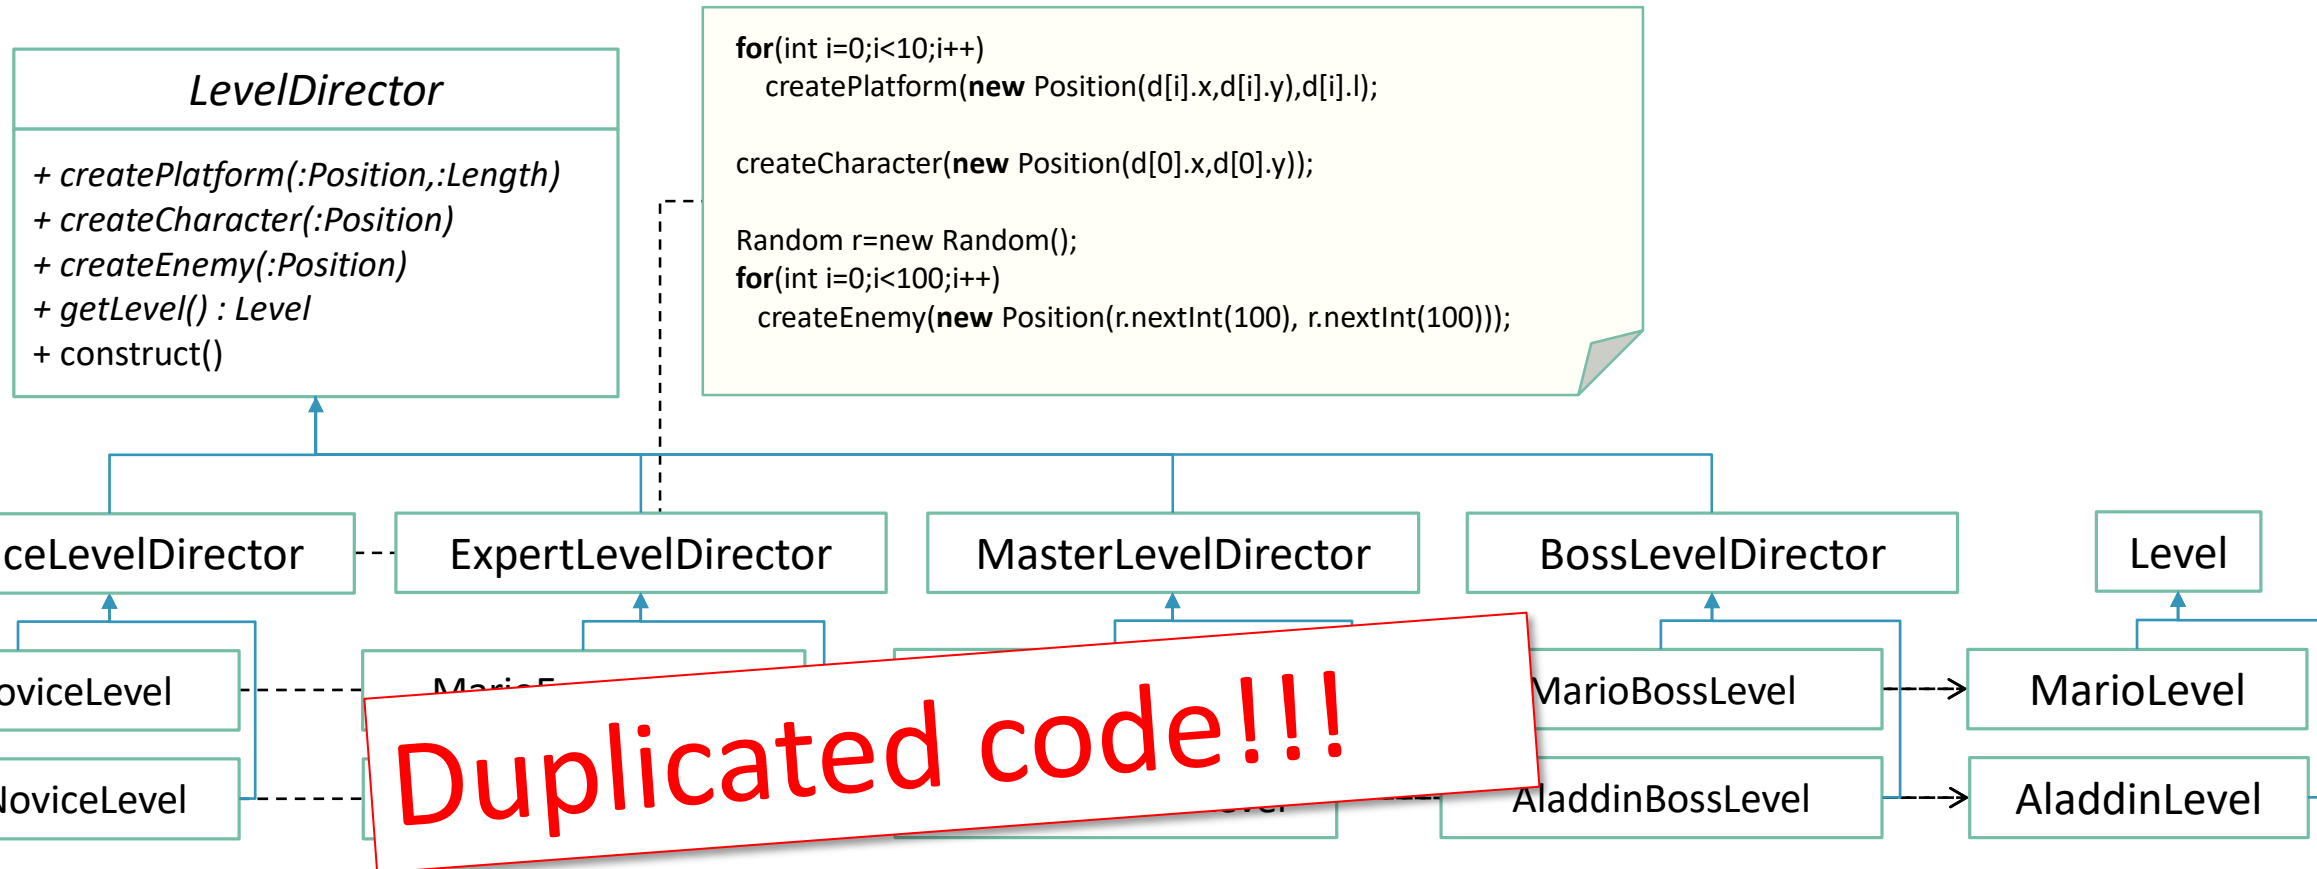 LevelDirector
+ createPlatform(:Position,:Length)
+ createCharacter(:Position)
+ createEnemy(:Position)
+ getLevel() : Level
+ construct()
for(int i=0;i<10;i++)
createPlatform(new Position(d[i].x,d[i].y),d[i].l);
createCharacter(new Position(d[0].x,d[0].y));
Random r=new Random();
for(int i=0;i<100;i++)
createEnemy(new Position(r.nextInt(100), r.nextInt(100)));
ceLevelDirector
ExpertLevelDirector
MasterLevelDirector
BossLevelDirector
Level
oviceLevel
MarioBossLevel
MarioLevel
Duplicated code!!!
NoviceLevel
AladdinBossLevel
AladdinLevel